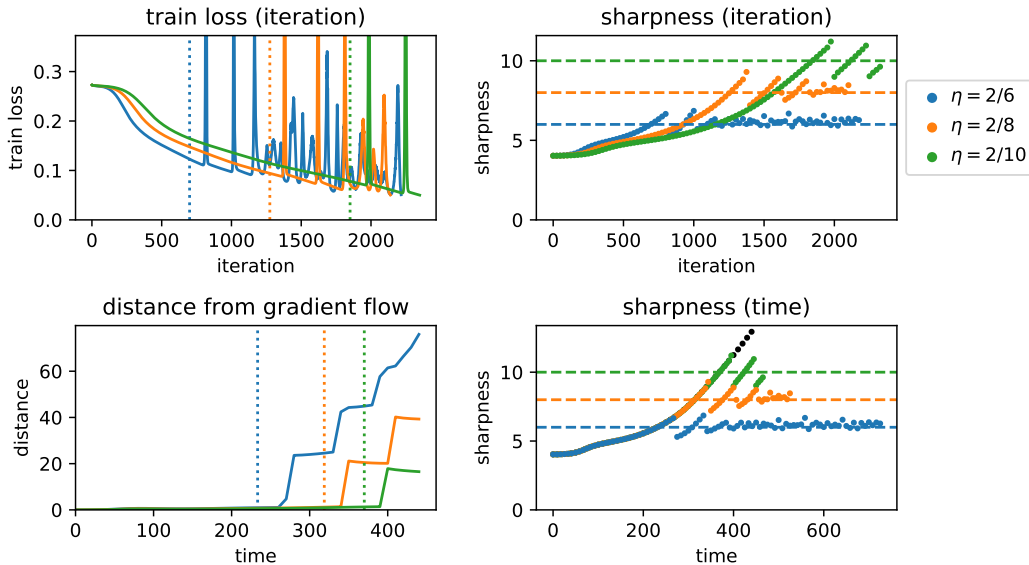 train loss (iteration)
train loss
0.3
0.2
0.1
0.0
0 500 1000 1500 2000
iteration
sharpness (iteration)
sharpness
10
5
0
0 500 1000 1500 2000
iteration
η = 2/6
η = 2/8
η = 2/10
distance from gradient flow
distance
60
40
20
0
0 100 200 300 400
time
sharpness (time)
sharpness
10
5
0
0 200 400 600
time